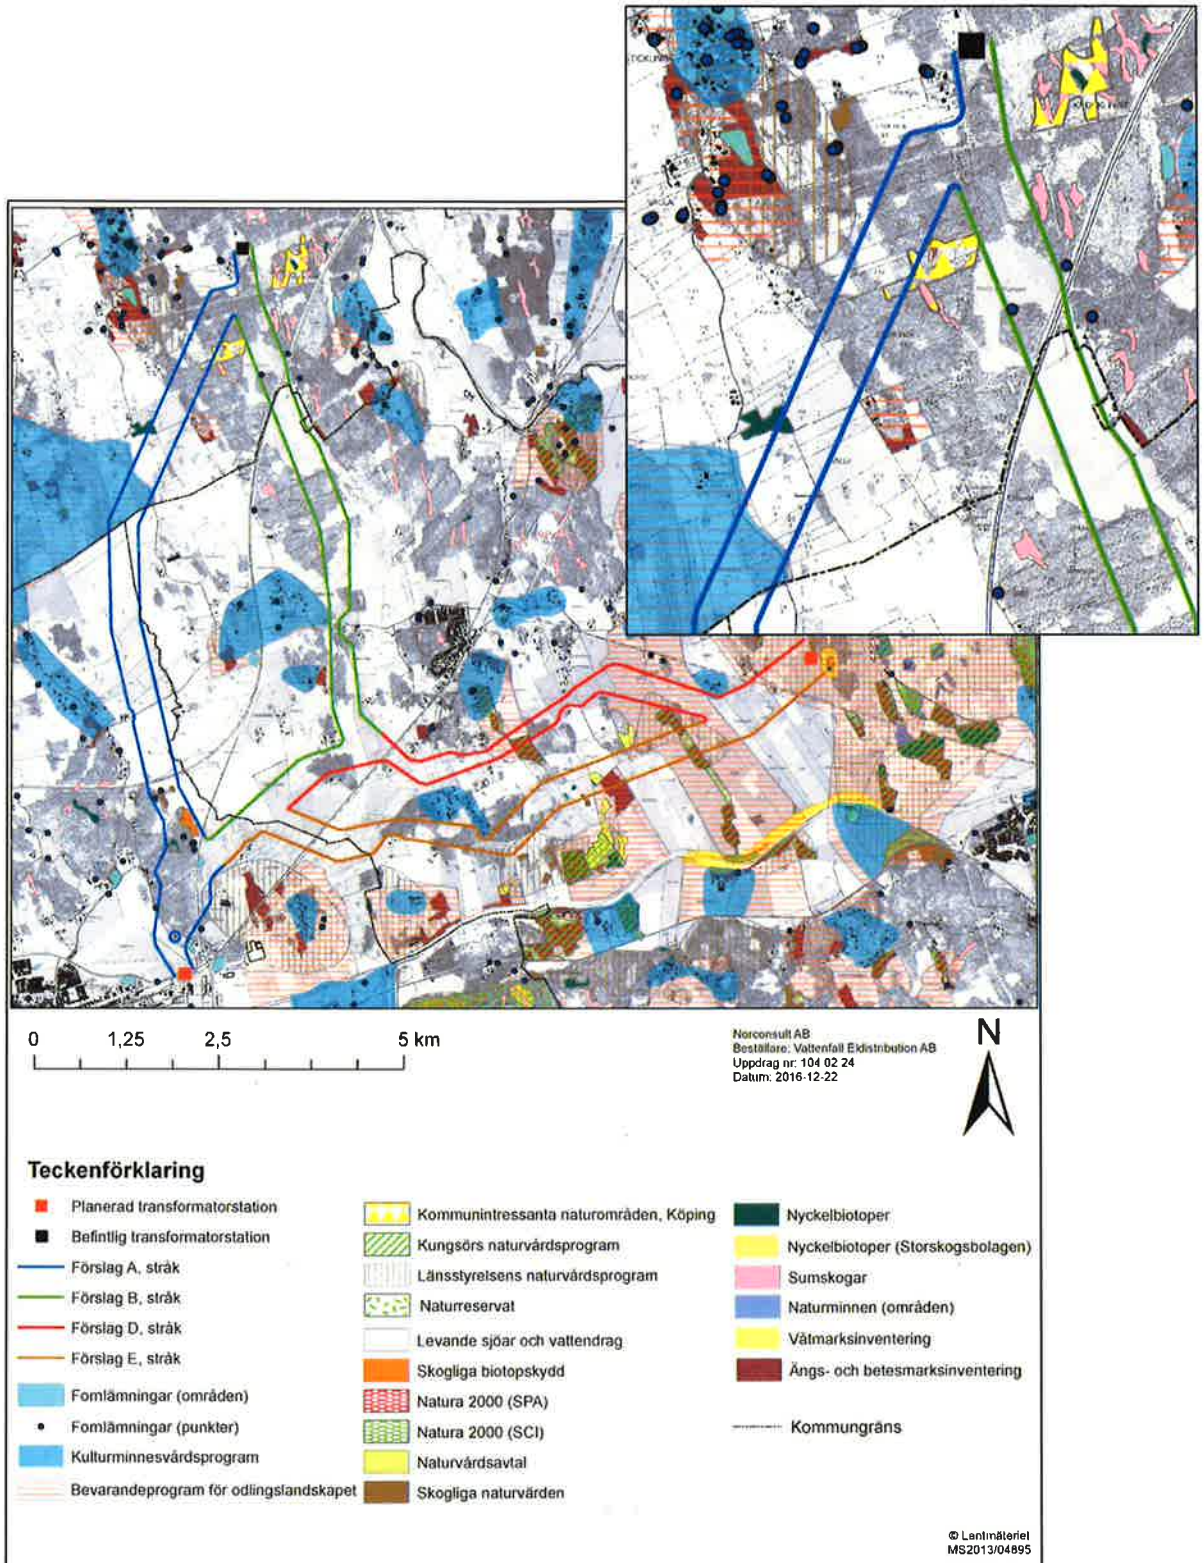 0 1,25 2,5 5 km
Norconsult AB
Beställare: Vattenfall Eldistribution AB
Uppdrag nr: 104 02 24
Datum: 2016-12-22
N
Teckenförklaring
Planerad transformatorstation
Befintlig transformatorstation
Förslag A, stråk
Förslag B, stråk
Förslag D, stråk
Förslag E, stråk
Fornlämningar (områden)
Fornlämningar (punkter)
Kulturminnesvårdsprogram
Bevarandeprogram för odlingslandskapet
Kommunintressanta naturområden, Köping
Kungsörs naturvårdsprogram
Länsstyrelsens naturvårdsprogram
Naturreservat
Levande sjöar och vattendrag
Skogliga biotopskydd
Natura 2000 (SPA)
Natura 2000 (SCI)
Naturvårdsavtal
Skogliga naturvärden
Nyckelbiotoper
Nyckelbiotoper (Storskogsbolagen)
Sumskogar
Naturminnen (områden)
Våtmarksinventering
Ängs- och betesmarksinventering
Kommungräns
© Lantmäteriet
MS2013/04895